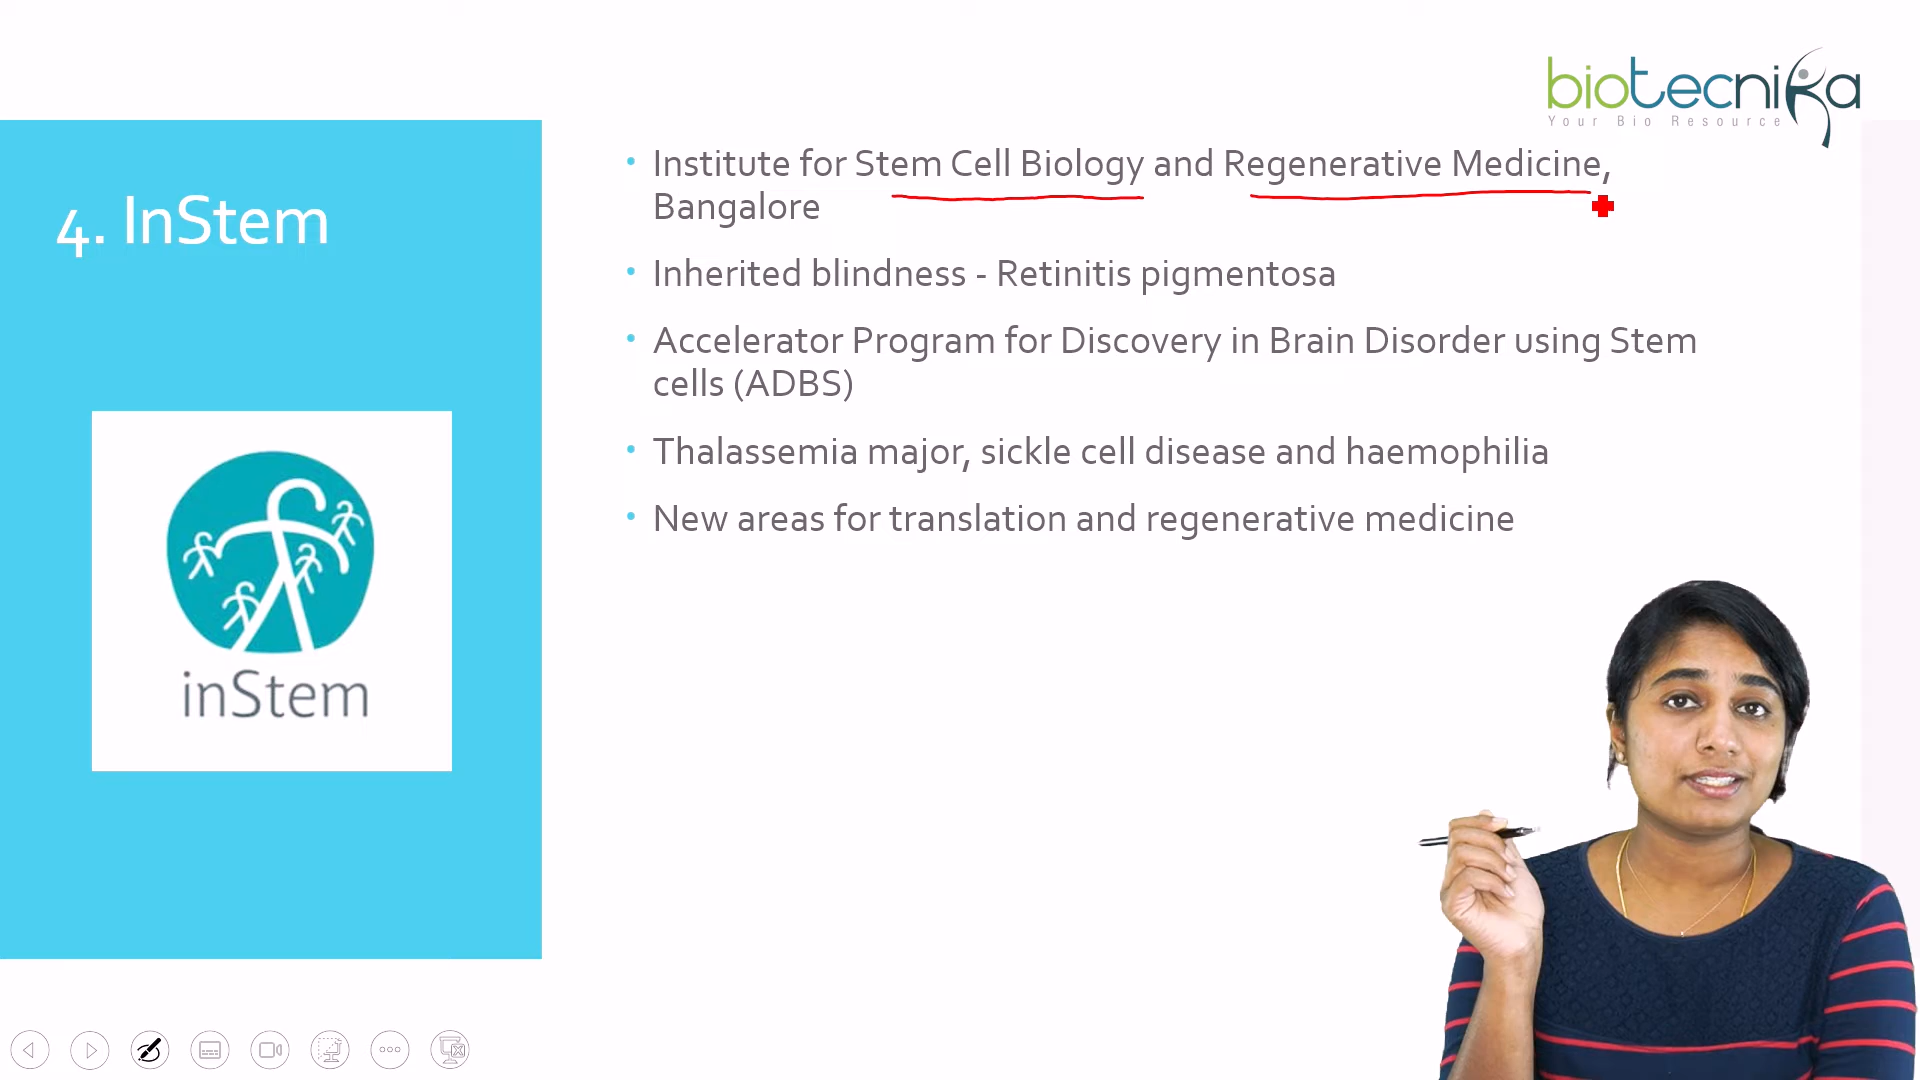 biotecnika
Your Bio Resource
4. InStem
• Institute for Stem Cell Biology and Regenerative Medicine,
Bangalore
• Inherited blindness - Retinitis pigmentosa
• Accelerator Program for Discovery in Brain Disorder using Stem
cells (ADBS)
• Thalassemia major, sickle cell disease and haemophilia
• New areas for translation and regenerative medicine
inStem